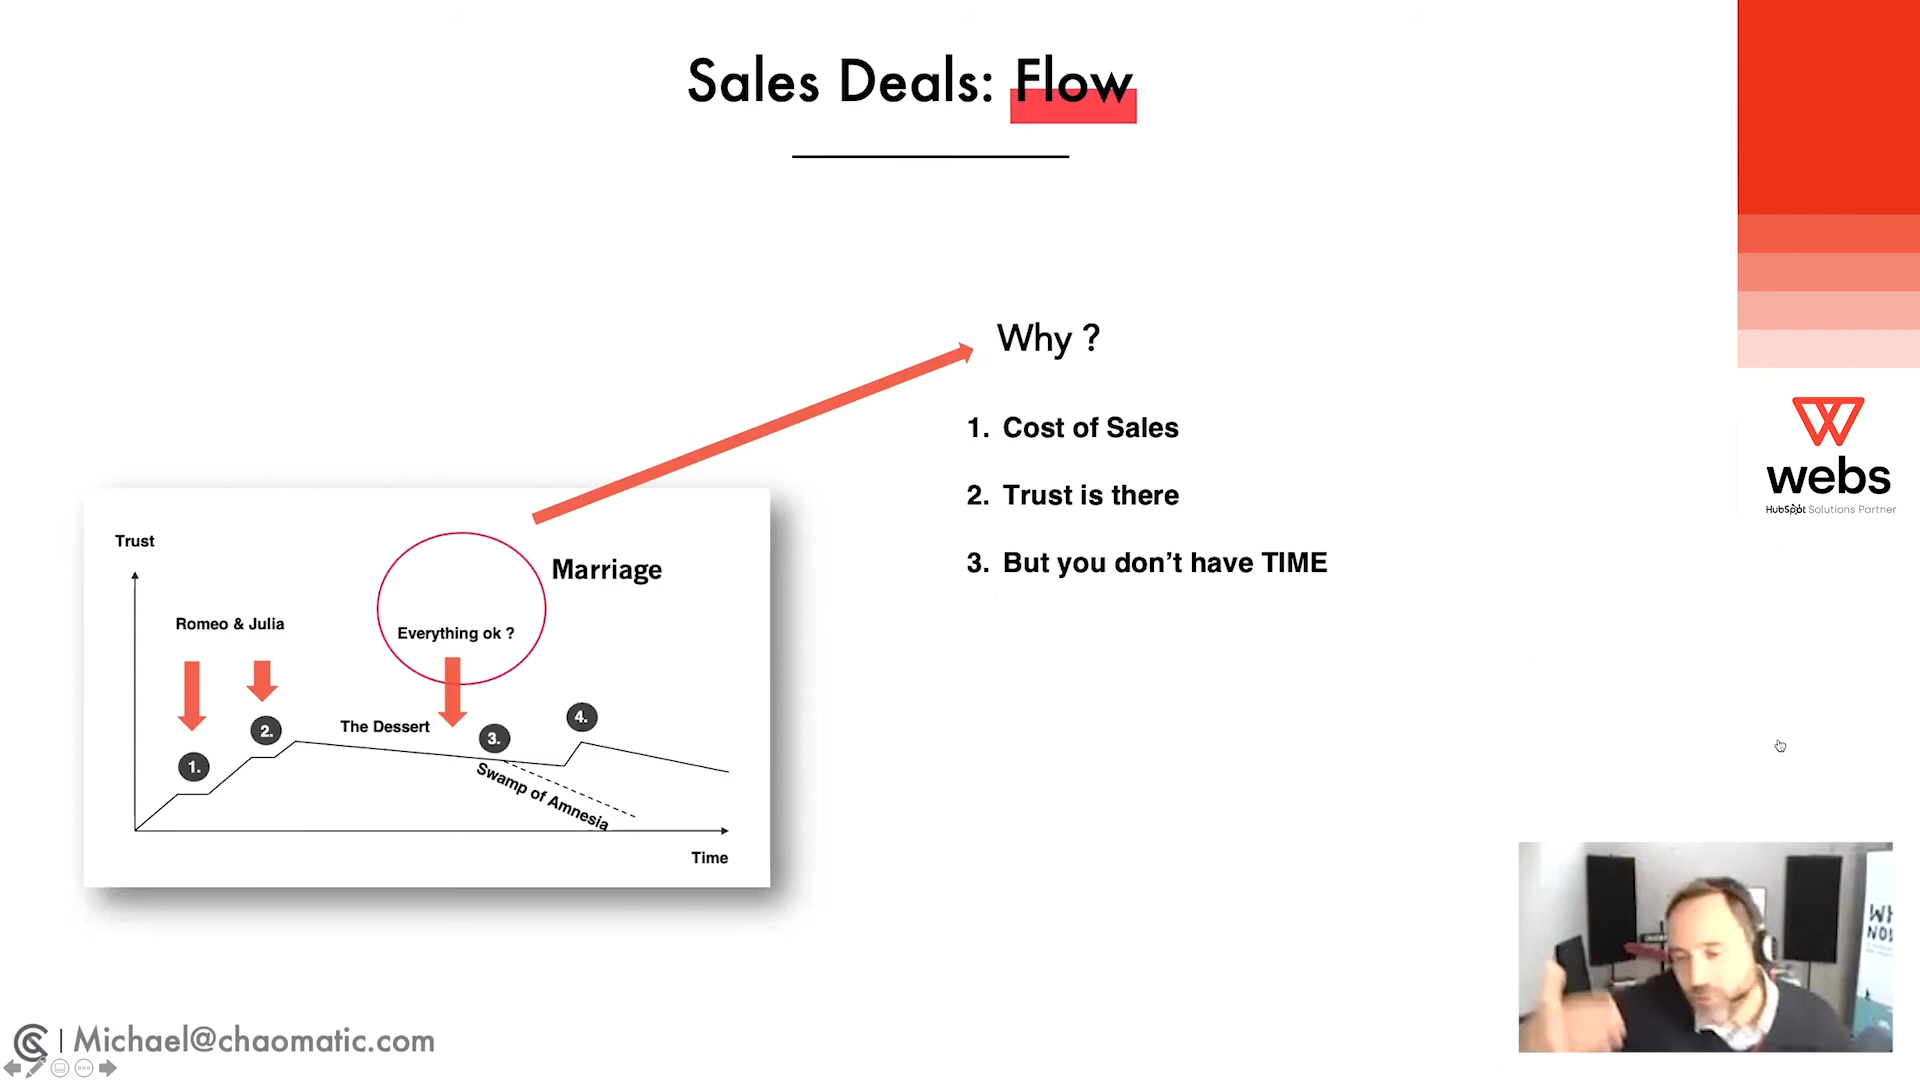 Sales Deals: Flow
Why ?
1. Cost of Sales
2. Trust is there
3. But you don't have TIME
Trust
Marriage
Romeo & Julia
Everything ok ?
The Dessert
1.
2.
3.
4.
Swamp of Amnesia
Time
webs
HubSpot Solutions Partner
WH
NOW
| Michael@chaomatic.com